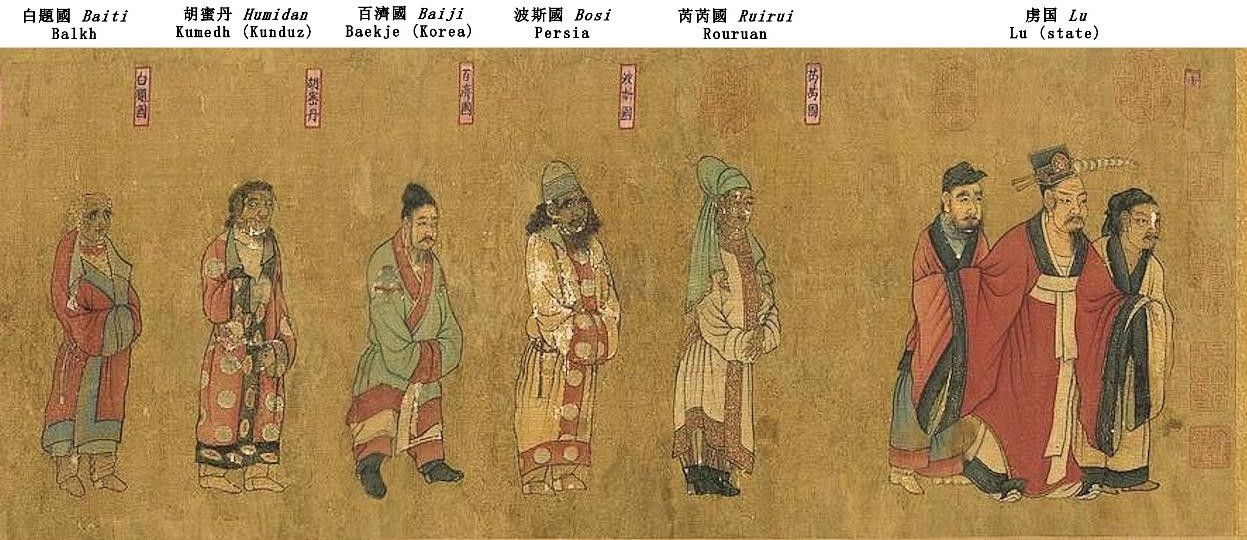 白題國 Baiti
Balkh
胡蜜丹 Humidan
Kumedh (Kunduz)
百濟國 Baiji
Baekje (Korea)
波斯國 Bosi
Persia
芮芮國 Ruirui
Rouruan
虏国 Lu
Lu (state)
白題國
胡蜜丹
百濟國
波斯國
芮芮國